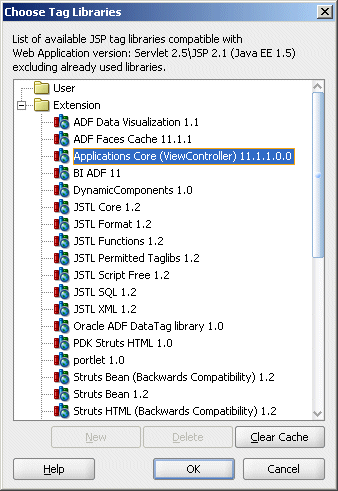 Choose Tag Libraries
List of available JSP tag libraries compatible with
Web Application version: Servlet 2.5\JSP 2.1 (Java EE 1.5)
excluding already used libraries.
User
Extension
ADF Data Visualization 1.1
ADF Faces Cache 11.1.1
Applications Core (ViewController) 11.1.1.0.0
BI ADF 11
DynamicComponents 1.0
JSTL Core 1.2
JSTL Format 1.2
JSTL Functions 1.2
JSTL Permitted Taglibs 1.2
JSTL Script Free 1.2
JSTL SQL 1.2
JSTL XML 1.2
Oracle ADF DataTag library 1.0
PDK Struts HTML 1.0
portlet 1.0
Struts Bean (Backwards Compatibility) 1.2
Struts Bean 1.2
Struts HTML (Backwards Compatibility) 1.2
New Delete Clear Cache
Help OK Cancel